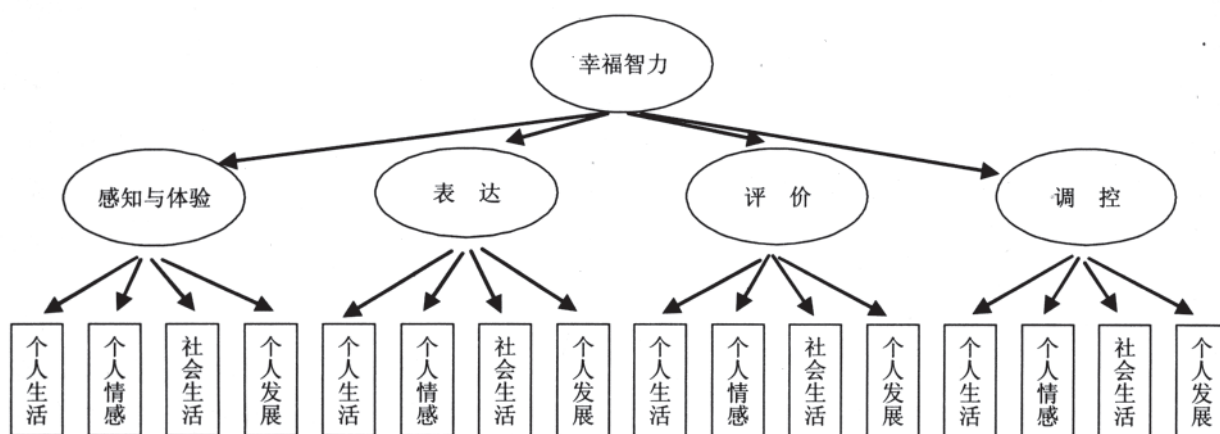 幸福智力
感知与体验
表 达
评 价
调 控
个人生活
个人情感
社会生活
个人发展
个人生活
个人情感
社会生活
个人发展
个人生活
个人情感
社会生活
个人发展
个人生活
个人情感
社会生活
个人发展